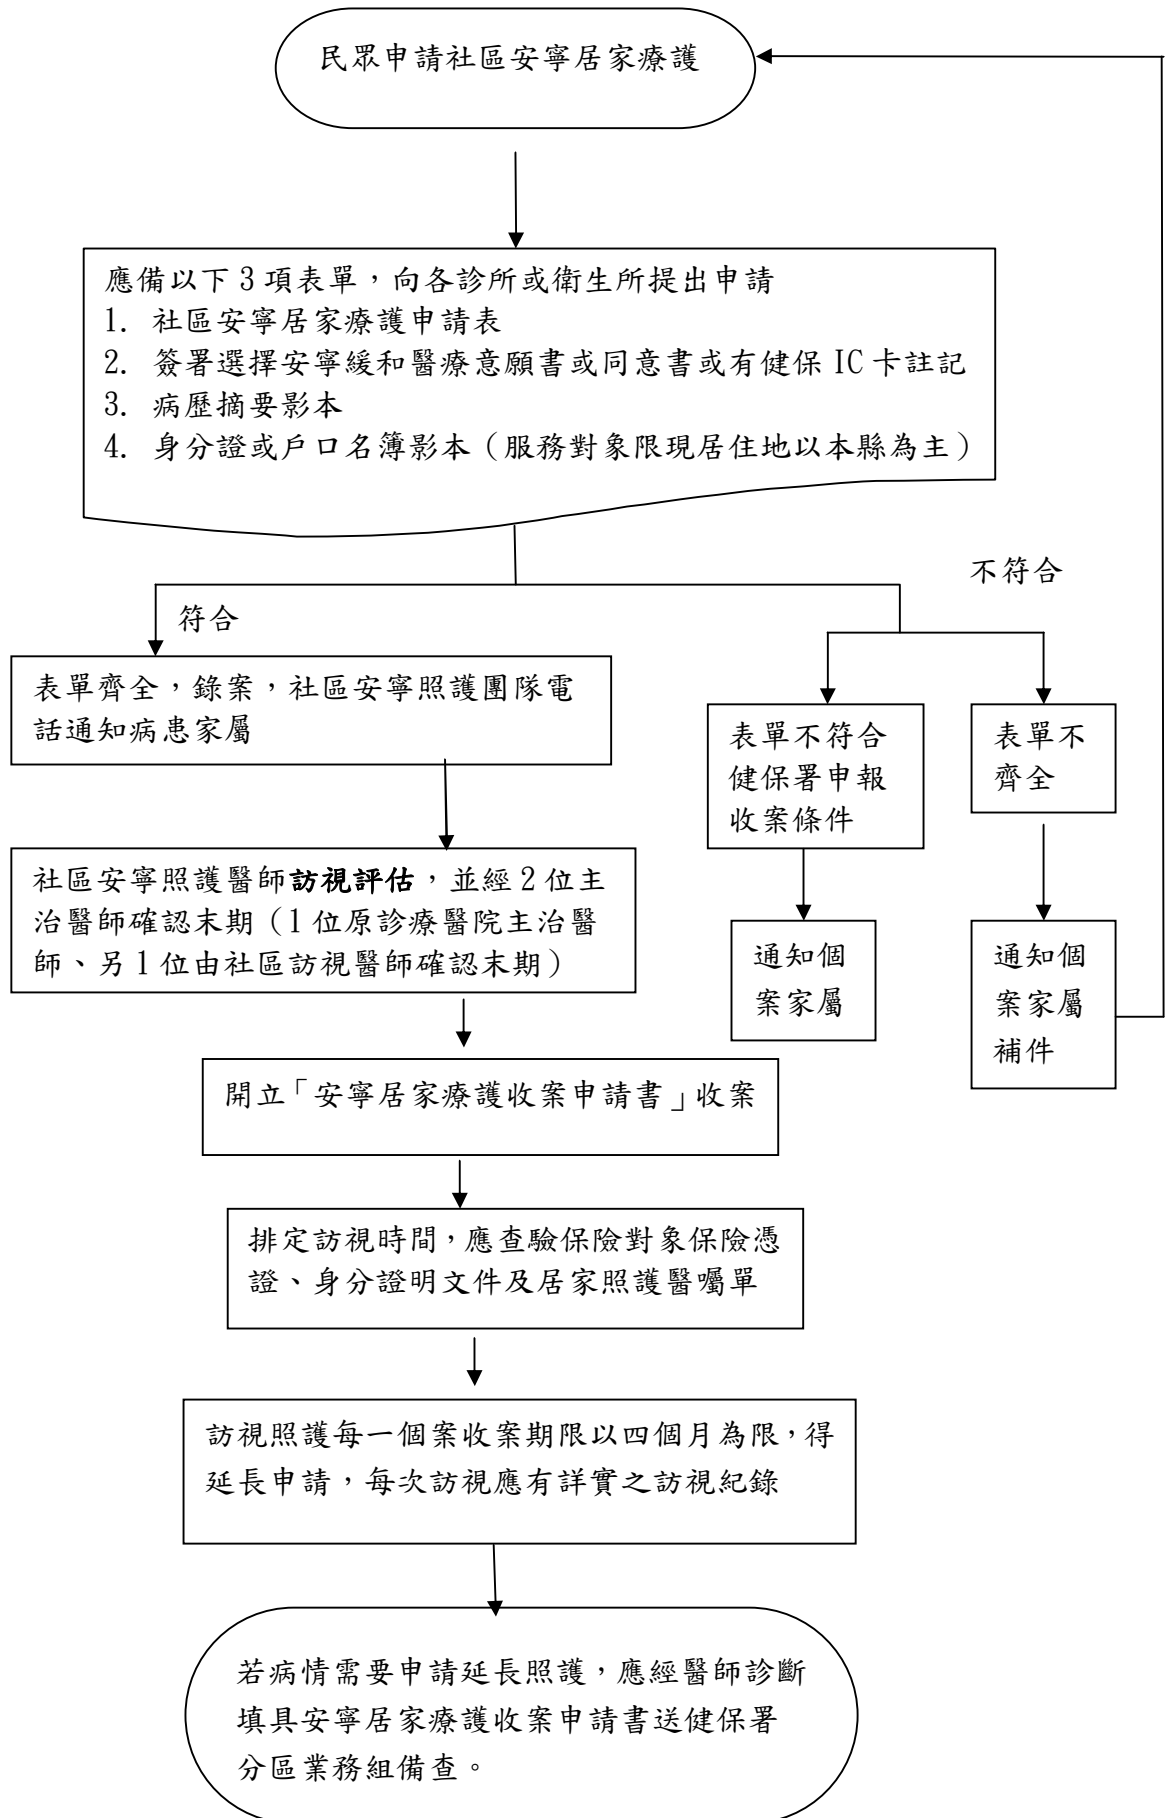 民眾申請社區安寧居家療護
應備以下 3 項表單，向各診所或衛生所提出申請
1. 社區安寧居家療護申請表
2. 簽署選擇安寧緩和醫療意願書或同意書或有健保 IC 卡註記
3. 病歷摘要影本
4. 身分證或戶口名簿影本（服務對象限現居住地以本縣為主）
不符合
符合
表單齊全，錄案，社區安寧照護團隊電
話通知病患家屬
表單不符合
健保署申報
收案條件
表單不
齊全
社區安寧照護醫師訪視評估，並經 2 位主
治醫師確認末期（1 位原診療醫院主治醫
師、另 1 位由社區訪視醫師確認末期）
通知個
案家屬
通知個
案家屬
補件
開立「安寧居家療護收案申請書」收案
排定訪視時間，應查驗保險對象保險憑
證、身分證明文件及居家照護醫囑單
訪視照護每一個案收案期限以四個月為限，得
延長申請，每次訪視應有詳實之訪視紀錄
若病情需要申請延長照護，應經醫師診斷
填具安寧居家療護收案申請書送健保署
分區業務組備查。